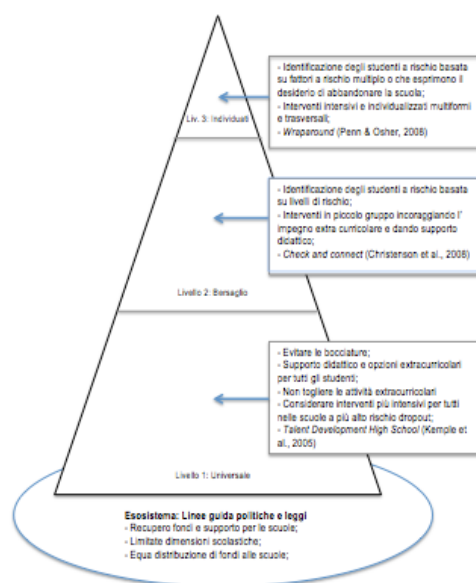 - Identificazione degli studenti a rischio basata
su fattori a rischio multiplo o che esprimono il
desiderio di abbandonare la scuola;
- Interventi intensivi e individualizzati multiformi
e trasversali;
- Wraparound (Penn & Osher, 2008)
Liv. 3: Individuati
- Identificazione degli studenti a rischio basata
su livelli di rischio;
- Interventi in piccolo gruppo incoraggiando l'
impegno extra curricolare e dando supporto
didattico;
- Check and connect (Christenson et al., 2008)
Livello 2: Bersaglio
- Evitare le bocciature;
- Supporto didattico e opzioni extracurricolari
per tutti gli studenti;
- Non togliere le attività extracurricolari
- Considerare interventi più intensivi per tutti
nelle scuole a più alto rischio dropout;
- Talent Development High School (Kemple et
al., 2005)
Livello 1: Universale
Esosistema: Linee guida politiche e leggi
- Recupero fondi e supporto per le scuole;
- Limitate dimensioni scolastiche;
- Equa distribuzione di fondi alle scuole;